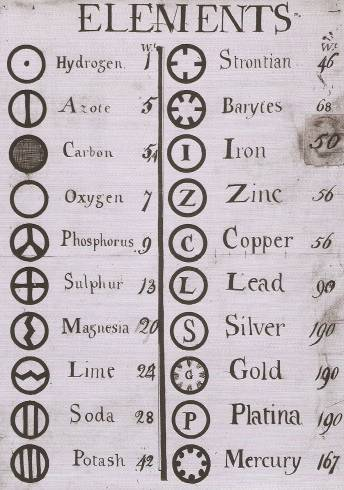 ELEMENTS
Wt
Hydrogen. 1
Azote 5
Carbon 54
Oxygen 7
Phosphorus. 9
Sulphur 13
Magnesia 20
Lime 24
Soda 28
Potash 42
Wt
Strontian 46
Barytes 68
I Iron 50
Z Zinc 56
C Copper 56
L Lead 90
S Silver 190
G Gold 190
P Platina 190
Mercury 167